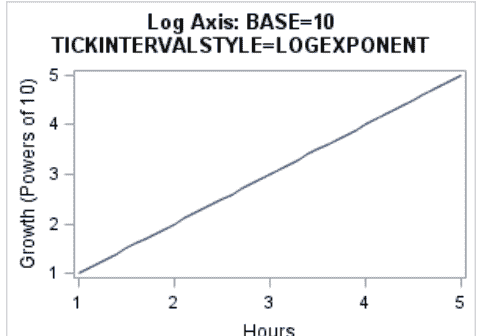 Log Axis: BASE=10
TICKINTERVALSTYLE=LOGEXPONENT
Growth (Powers of 10)
5
4
3
2
1
1 2 3 4 5
Hours